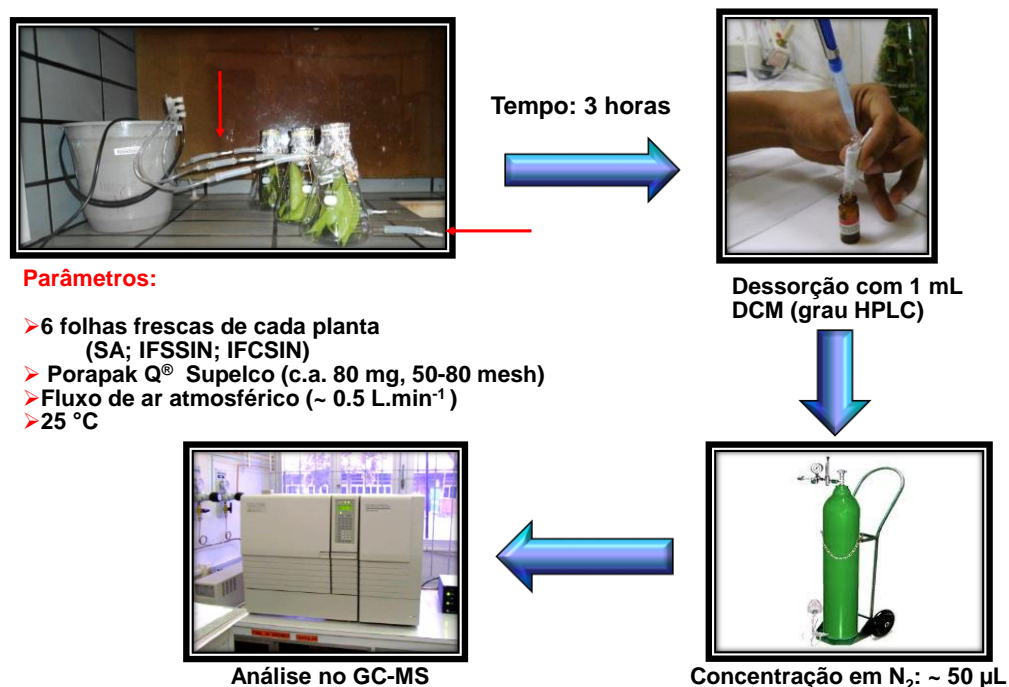 Tempo: 3 horas
Parâmetros:
➢6 folhas frescas de cada planta
(SA; IFSSIN; IFCSIN)
➢ Porapak Q® Supelco (c.a. 80 mg, 50-80 mesh)
➢Fluxo de ar atmosférico (~ 0.5 L.min⁻¹ )
➢25 °C
Dessorção com 1 mL
DCM (grau HPLC)
Análise no GC-MS
Concentração em N₂: ~ 50 µL